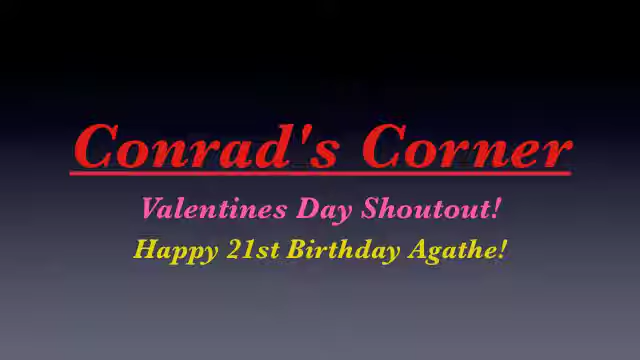 Conrad's Corner
Valentines Day Shoutout!
Happy 21st Birthday Agathe!